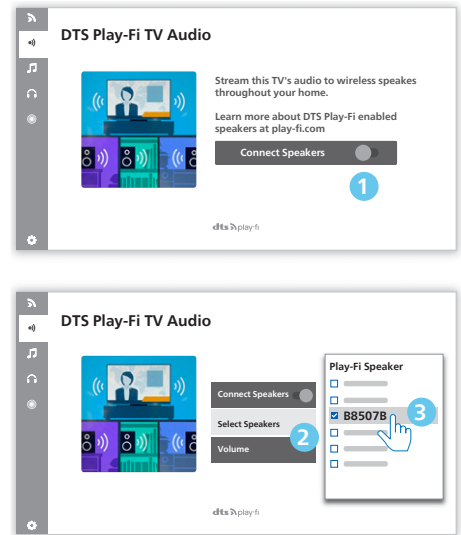 DTS Play-Fi TV Audio
Stream this TV's audio to wireless speakes
throughout your home.
Learn more about DTS Play-Fi enabled
speakers at play-fi.com
Connect Speakers
1
dts play-fi
DTS Play-Fi TV Audio
Connect Speakers
Select Speakers
2
Volume
Play-Fi Speaker
B8507B
3
dts play-fi